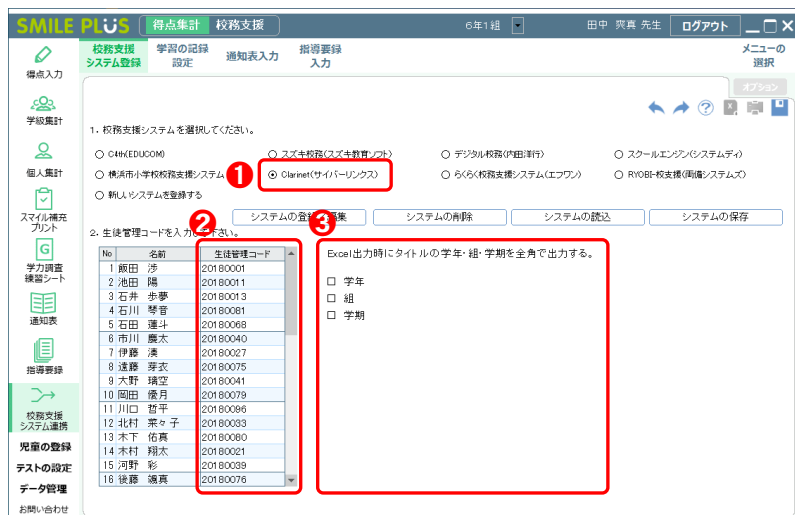 SMILE PLUS 得点集計 校務支援 6年1組 田中 爽真 先生 ログアウト
校務支援システム登録 学習の記録設定 通知表入力 指導要録入力 メニューの選択
オプション
得点入力
学級集計
個人集計
スマイル補充プリント
学力調査練習シート
通知表
指導要録
校務支援システム連携
児童の登録
テストの設定
データ管理
お問い合わせ
1. 校務支援システムを選択してください。
C4th(EDUCOM) スズキ校務(スズキ教育ソフト) デジタル校務(内田洋行) スクールエンジン(システムディ)
横浜市小学校校務支援システム 1 Clarinet(サイバーリンクス) らくらく校務支援システム(エフワン) RYOBI-校支援(両備システムズ)
新しいシステムを登録する
システムの登録・編集 システムの削除 システムの読込 システムの保存
2 3
2. 生徒管理コードを入力して下さい。
No 名前 生徒管理コード
1 飯田 渉 20180001
2 池田 陽 20180011
3 石井 歩夢 20180013
4 石川 琴音 20180081
5 石田 蓮斗 20180068
6 市川 慶太 20180040
7 伊藤 湊 20180027
8 遠藤 芽衣 20180075
9 大野 瑞空 20180041
10 岡田 優月 20180079
11 川口 哲平 20180096
12 北村 菜々子 20180033
13 木下 佑真 20180080
14 木村 翔太 20180021
15 河野 彩 20180039
16 後藤 颯真 20180076
Excel出力時にタイトルの学年・組・学期を全角で出力する。
学年
組
学期